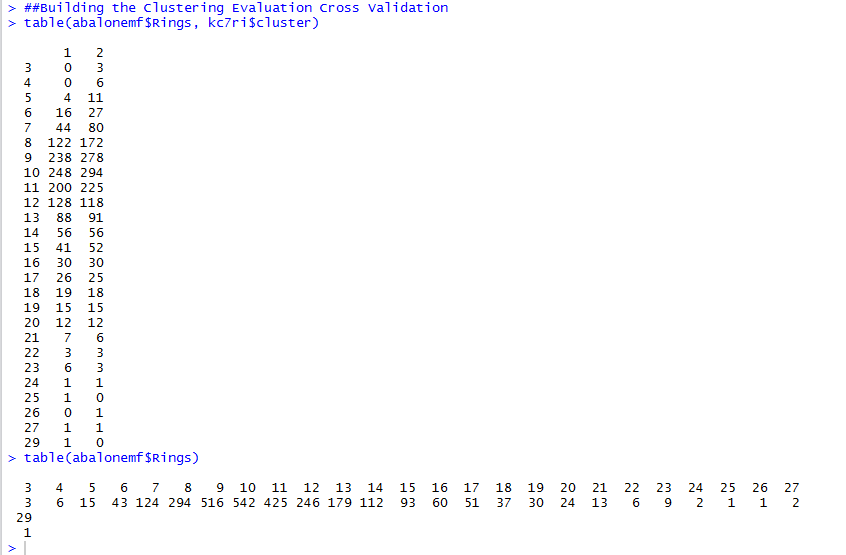 > ##Building the Clustering Evaluation Cross Validation
> table(abalonemf$Rings, kc7ri$cluster)
1 2
3 0 3
4 0 6
5 4 11
6 16 27
7 44 80
8 122 172
9 238 278
10 248 294
11 200 225
12 128 118
13 88 91
14 56 56
15 41 52
16 30 30
17 26 25
18 19 18
19 15 15
20 12 12
21 7 6
22 3 3
23 6 3
24 1 1
25 1 0
26 0 1
27 1 1
29 1 0
> table(abalonemf$Rings)
3 4 5 6 7 8 9 10 11 12 13 14 15 16 17 18 19 20 21 22 23 24 25 26 27
3 6 15 43 124 294 516 542 425 246 179 112 93 60 51 37 30 24 13 6 9 2 1 1 2
29
1
>